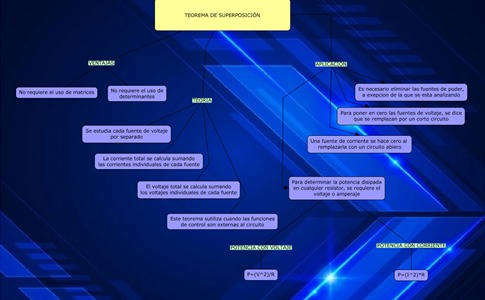 TEOREMA DE SUPERPOSICIÓN
VENTAJAS
No requiere el uso de matrices
No requiere el uso de
determinantes
TEORIA
Se estudia cada fuente de voltaje
por separado
La corriente total se calcula sumando
las corrientes individuales de cada fuente
El voltaje total se calcula sumando
los voltajes individuales de cada fuente
Este teorema sutiliza cuando las funciones
de control son externas al circuito
APLICACION
Es necesario eliminar las fuentes de poder,
a exepcion de la que se esta analizando
Para poner en cero las fuentes de voltaje, se dice
que se remplazan por un corto circuito
Una fuente de corriente se hace cero al
remplazarla con un circuito abiero
Para determinar la potencia disipada
en cualquier resistor, se requiere el
voltaje o amperaje
POTENCIA CON VOLTAJE
P=(V^2)/R
POTENCIA CON CORRIENTE
P=(I^2)*R